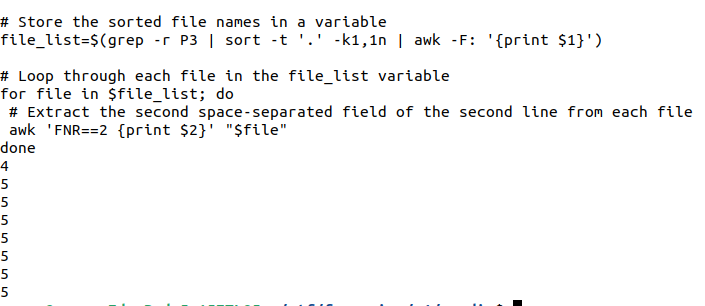 # Store the sorted file names in a variable
file_list=$(grep -r P3 | sort -t '.' -k1,1n | awk -F: '{print $1}')
# Loop through each file in the file_list variable
for file in $file_list; do
 # Extract the second space-separated field of the second line from each file
 awk 'FNR==2 {print $2}' "$file"
done
4
5
5
5
5
5
5
5